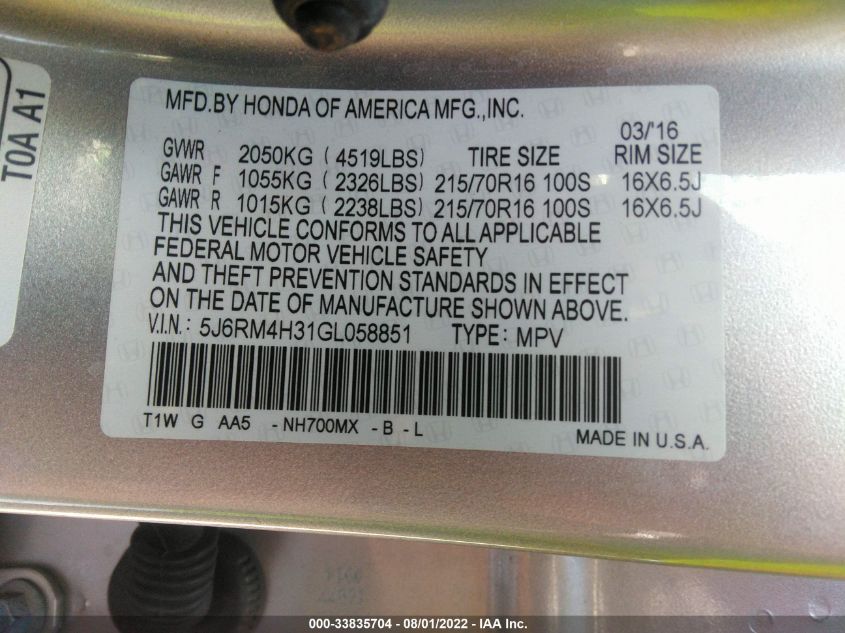 T0A A1
MFD.BY HONDA OF AMERICA MFG.,INC.
03/'16
GVWR 2050KG (4519LBS) TIRE SIZE RIM SIZE
GAWR F 1055KG (2326LBS) 215/70R16 100S 16X6.5J
GAWR R 1015KG (2238LBS) 215/70R16 100S 16X6.5J
THIS VEHICLE CONFORMS TO ALL APPLICABLE
FEDERAL MOTOR VEHICLE SAFETY
AND THEFT PREVENTION STANDARDS IN EFFECT
ON THE DATE OF MANUFACTURE SHOWN ABOVE.
V.I.N.: 5J6RM4H31GL058851 TYPE: MPV
T1W G AA5 -NH700MX -B -L
MADE IN U.S.A.
000-33835704 - 08/01/2022 - IAA Inc.